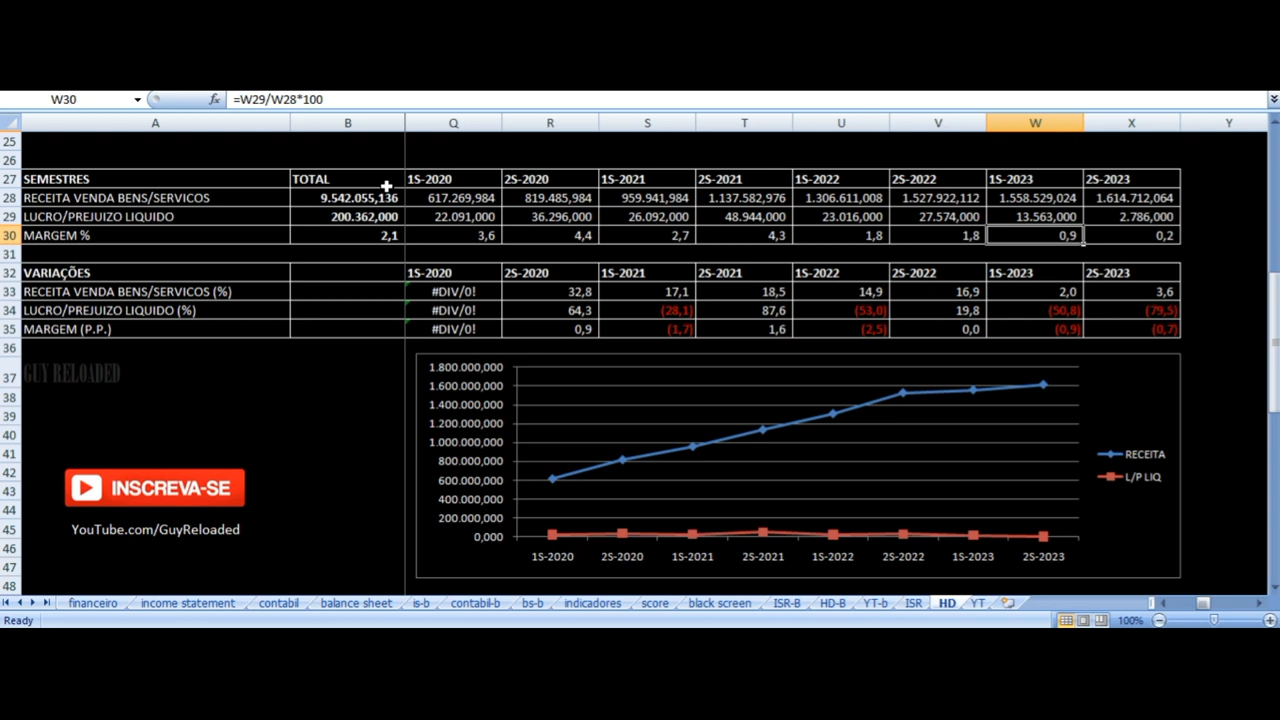 W30 fx =W29/W28*100
A B Q R S T U V W X Y
25
26
27 SEMESTRES TOTAL 1S-2020 2S-2020 1S-2021 2S-2021 1S-2022 2S-2022 1S-2023 2S-2023
28 RECEITA VENDA BENS/SERVICOS 9.542.055,136 617.269,984 819.485,984 959.941,984 1.137.582,976 1.306.611,008 1.527.922,112 1.558.529,024 1.614.712,064
29 LUCRO/PREJUIZO LIQUIDO 200.362,000 22.091,000 36.296,000 26.092,000 48.944,000 23.016,000 27.574,000 13.563,000 2.786,000
30 MARGEM % 2,1 3,6 4,4 2,7 4,3 1,8 1,8 0,9 0,2
31
32 VARIAÇÕES 1S-2020 2S-2020 1S-2021 2S-2021 1S-2022 2S-2022 1S-2023 2S-2023
33 RECEITA VENDA BENS/SERVICOS (%) #DIV/0! 32,8 17,1 18,5 14,9 16,9 2,0 3,6
34 LUCRO/PREJUIZO LIQUIDO (%) #DIV/0! 64,3 (28,1) 87,6 (53,0) 19,8 (50,8) (79,5)
35 MARGEM (P.P.) #DIV/0! 0,9 (1,7) 1,6 (2,5) 0,0 (0,9) (0,7)
36
37 GUY RELOADED
38
39
40
41
42
43
44
45
46
47
48
INSCREVA-SE
YouTube.com/GuyReloaded
1.800.000,000
1.600.000,000
1.400.000,000
1.200.000,000
1.000.000,000
800.000,000
600.000,000
400.000,000
200.000,000
0,000
1S-2020 2S-2020 1S-2021 2S-2021 1S-2022 2S-2022 1S-2023 2S-2023
RECEITA
L/P LIQ
financeiro income statement contabil balance sheet is-b contabil-b bs-b indicadores score black screen ISR-B HD-B YT-b ISR HD YT
Ready 100%